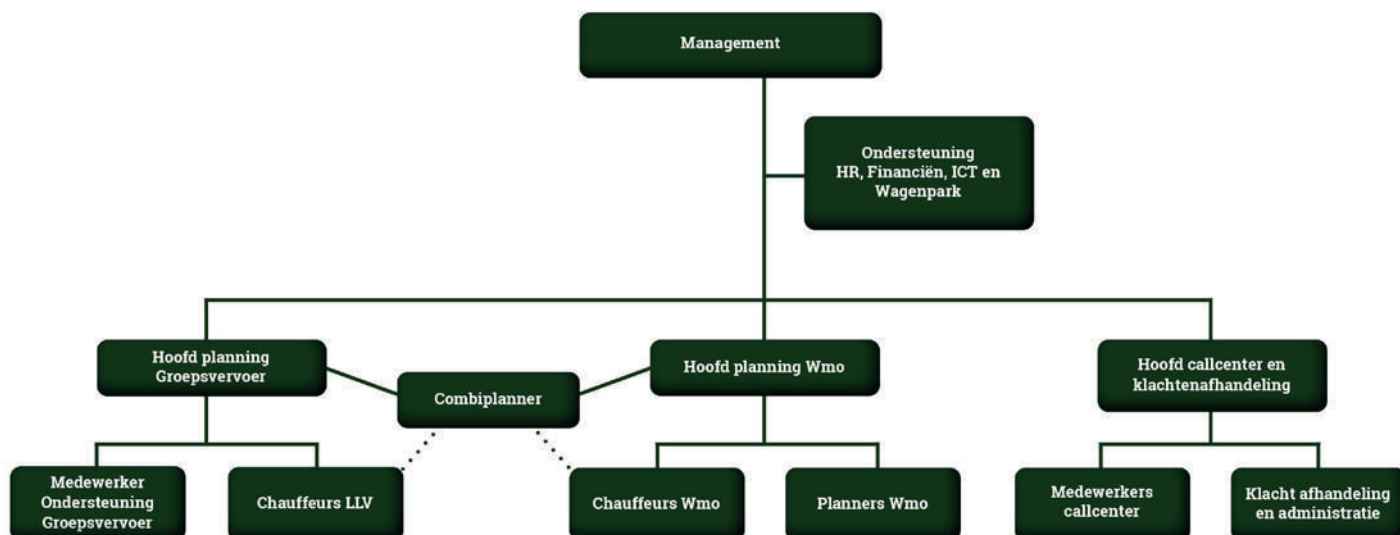 Management
Ondersteuning
HR, Financiën, ICT en
Wagenpark
Hoofd planning
Groepsvervoer
Combiplanner
Hoofd planning Wmo
Hoofd callcenter en
klachtenafhandeling
Medewerker
Ondersteuning
Groepsvervoer
Chauffeurs LLV
Chauffeurs Wmo
Planners Wmo
Medewerkers
callcenter
Klacht afhandeling
en administratie